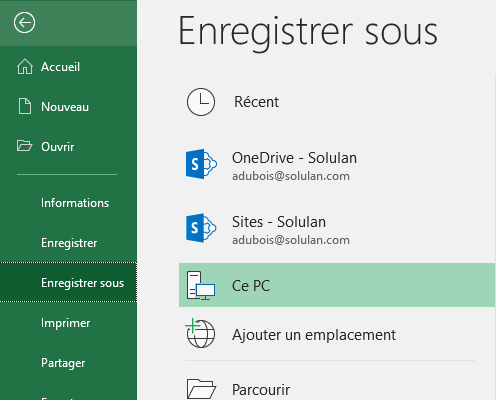 Enregistrer sous
Accueil
Nouveau
Ouvrir
Informations
Enregistrer
Enregistrer sous
Imprimer
Partager
Récent
OneDrive - Solulan
adubois@solulan.com
Sites - Solulan
adubois@solulan.com
Ce PC
Ajouter un emplacement
Parcourir